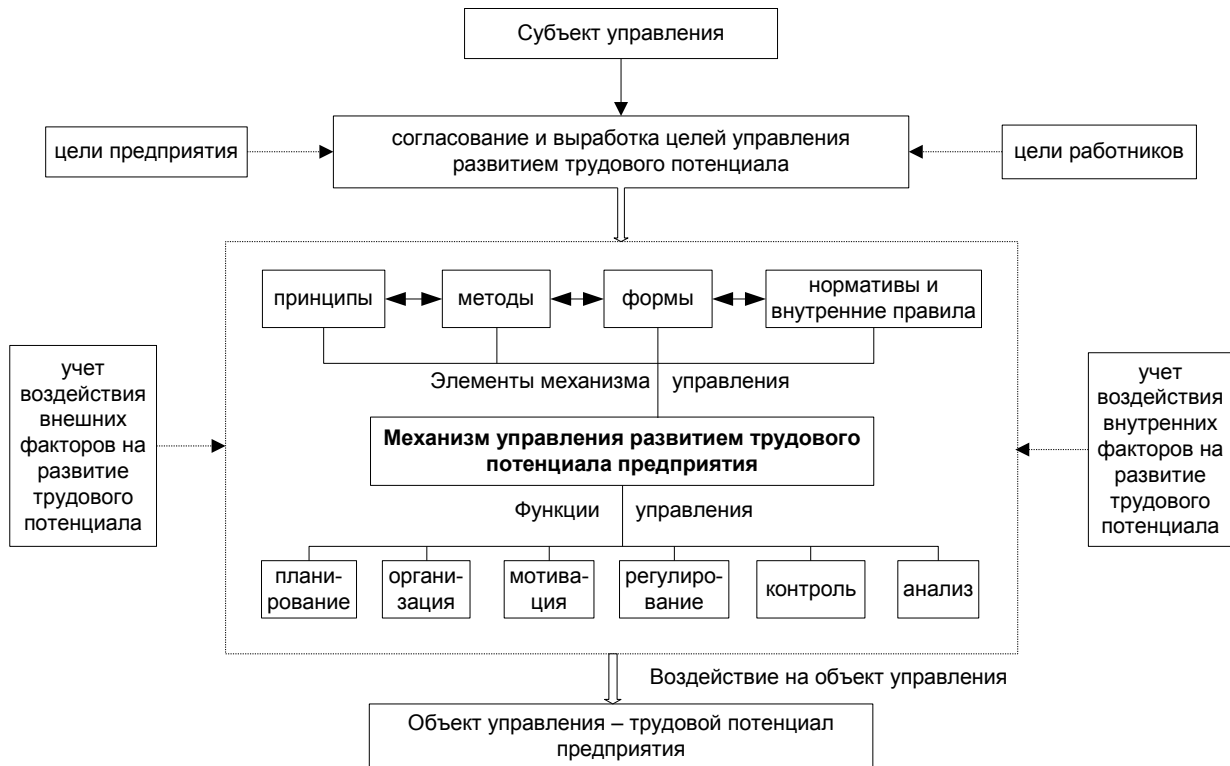 Субъект управления
цели предприятия
согласование и выработка целей управления
развитием трудового потенциала
цели работников
принципы
методы
формы
нормативы и
внутренние правила
Элементы механизма управления
учет
воздействия
внешних
факторов на
развитие
трудового
потенциала
Механизм управления развитием трудового
потенциала предприятия
учет
воздействия
внутренних
факторов на
развитие
трудового
потенциала
Функции управления
плани-
рование
органи-
зация
мотива-
ция
регулиро-
вание
контроль
анализ
Воздействие на объект управления
Объект управления – трудовой потенциал
предприятия